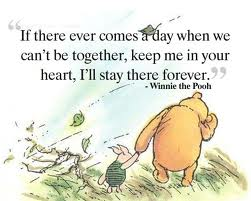 “If there ever comes a day when we
can’t be together, keep me in your
heart, I’ll stay there forever.”
- Winnie the Pooh